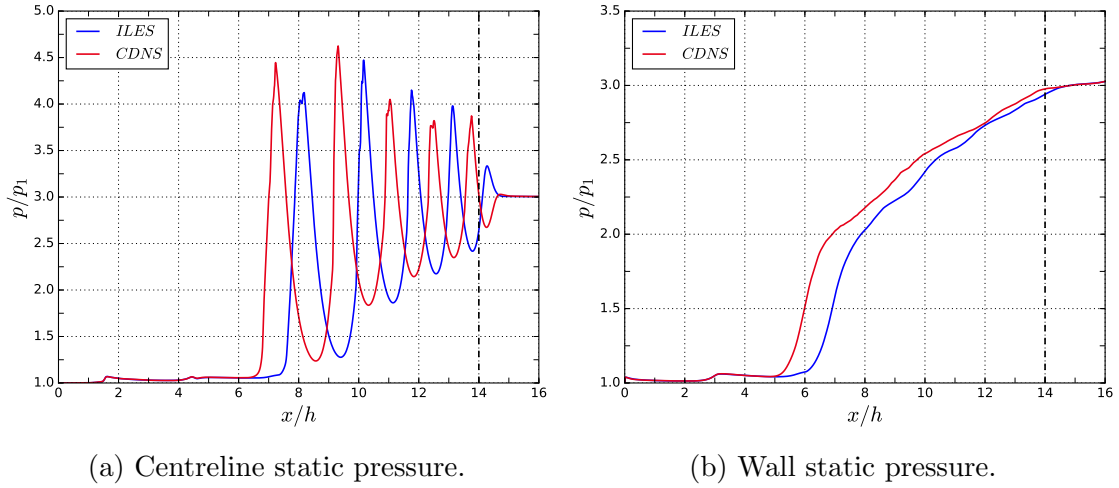 5.0
4.5
4.0
3.5
3.0
2.5
2.0
1.5
1.0
p/p1
ILES
CDNS
0 2 4 6 8 10 12 14 16
x/h
(a) Centreline static pressure.
3.5
3.0
2.5
2.0
1.5
1.0
p/p1
ILES
CDNS
0 2 4 6 8 10 12 14 16
x/h
(b) Wall static pressure.